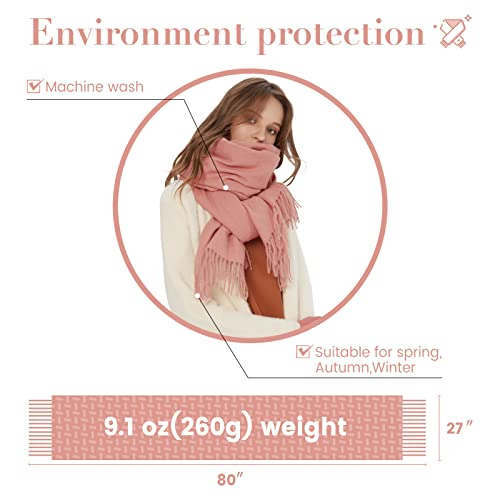 Environment protection
Machine wash
Suitable for spring,
Autumn,Winter
9.1 oz(260g) weight
27″
80″